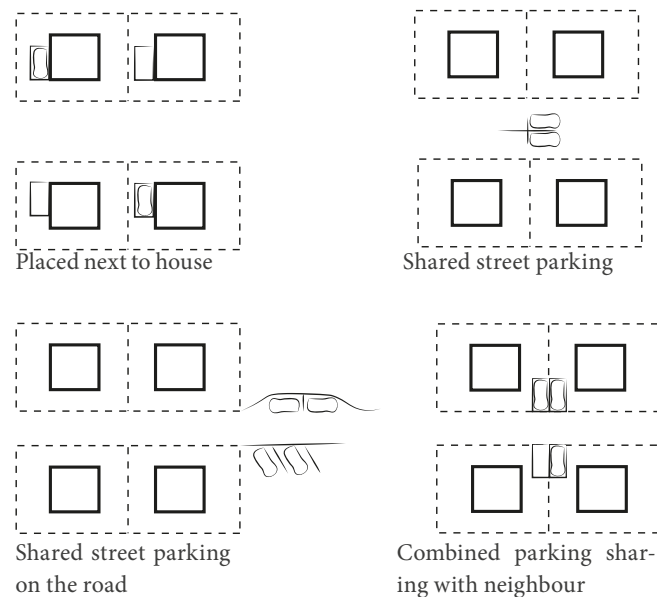 Placed next to house
Shared street parking
Shared street parking
on the road
Combined parking shar-
ing with neighbour